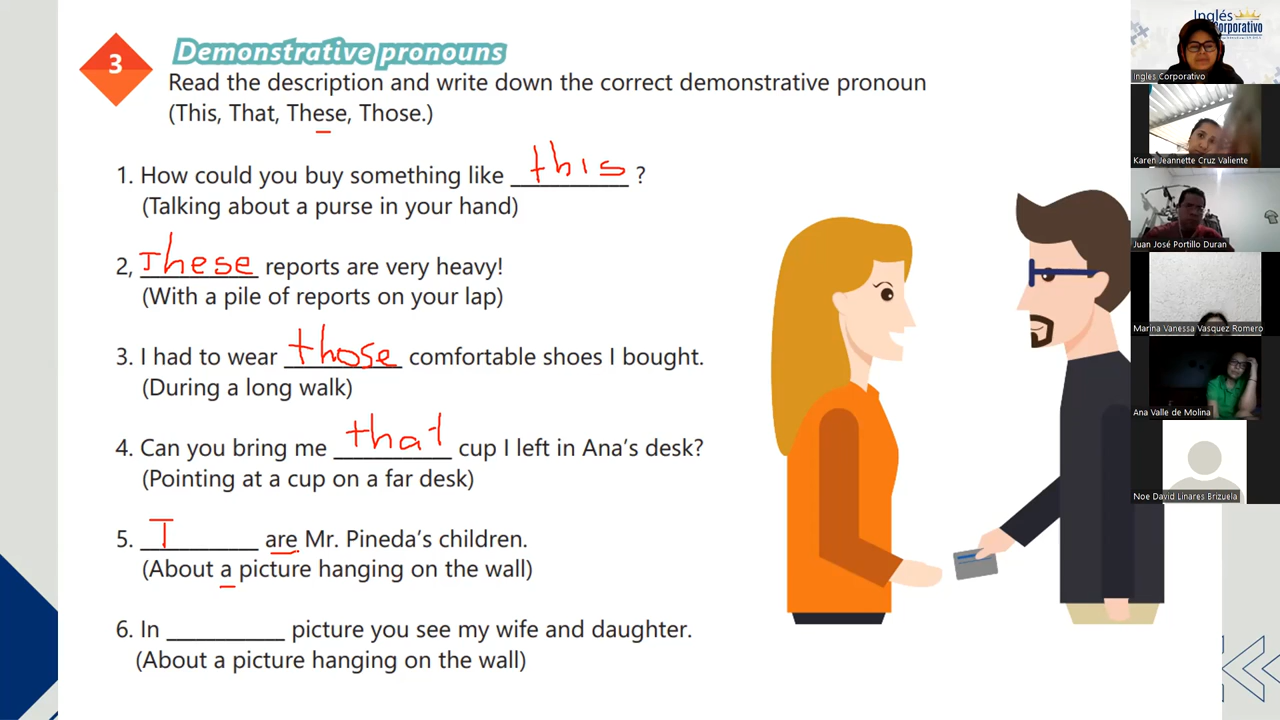 3
Demonstrative pronouns
Read the description and write down the correct demonstrative pronoun
(This, That, These, Those.)
1. How could you buy something like this ?
(Talking about a purse in your hand)
2, These reports are very heavy!
(With a pile of reports on your lap)
3. I had to wear those comfortable shoes I bought.
(During a long walk)
4. Can you bring me that cup I left in Ana's desk?
(Pointing at a cup on a far desk)
5. T________ are Mr. Pineda's children.
(About a picture hanging on the wall)
6. In _________ picture you see my wife and daughter.
(About a picture hanging on the wall)
Inglés
Corporativo
Ingles Corporativo
Karen Jeannette Cruz Valiente
Juan José Portillo Duran
Marina Vanessa Vasquez Romero
Ana Valle de Molina
Noe David Linares Brizuela